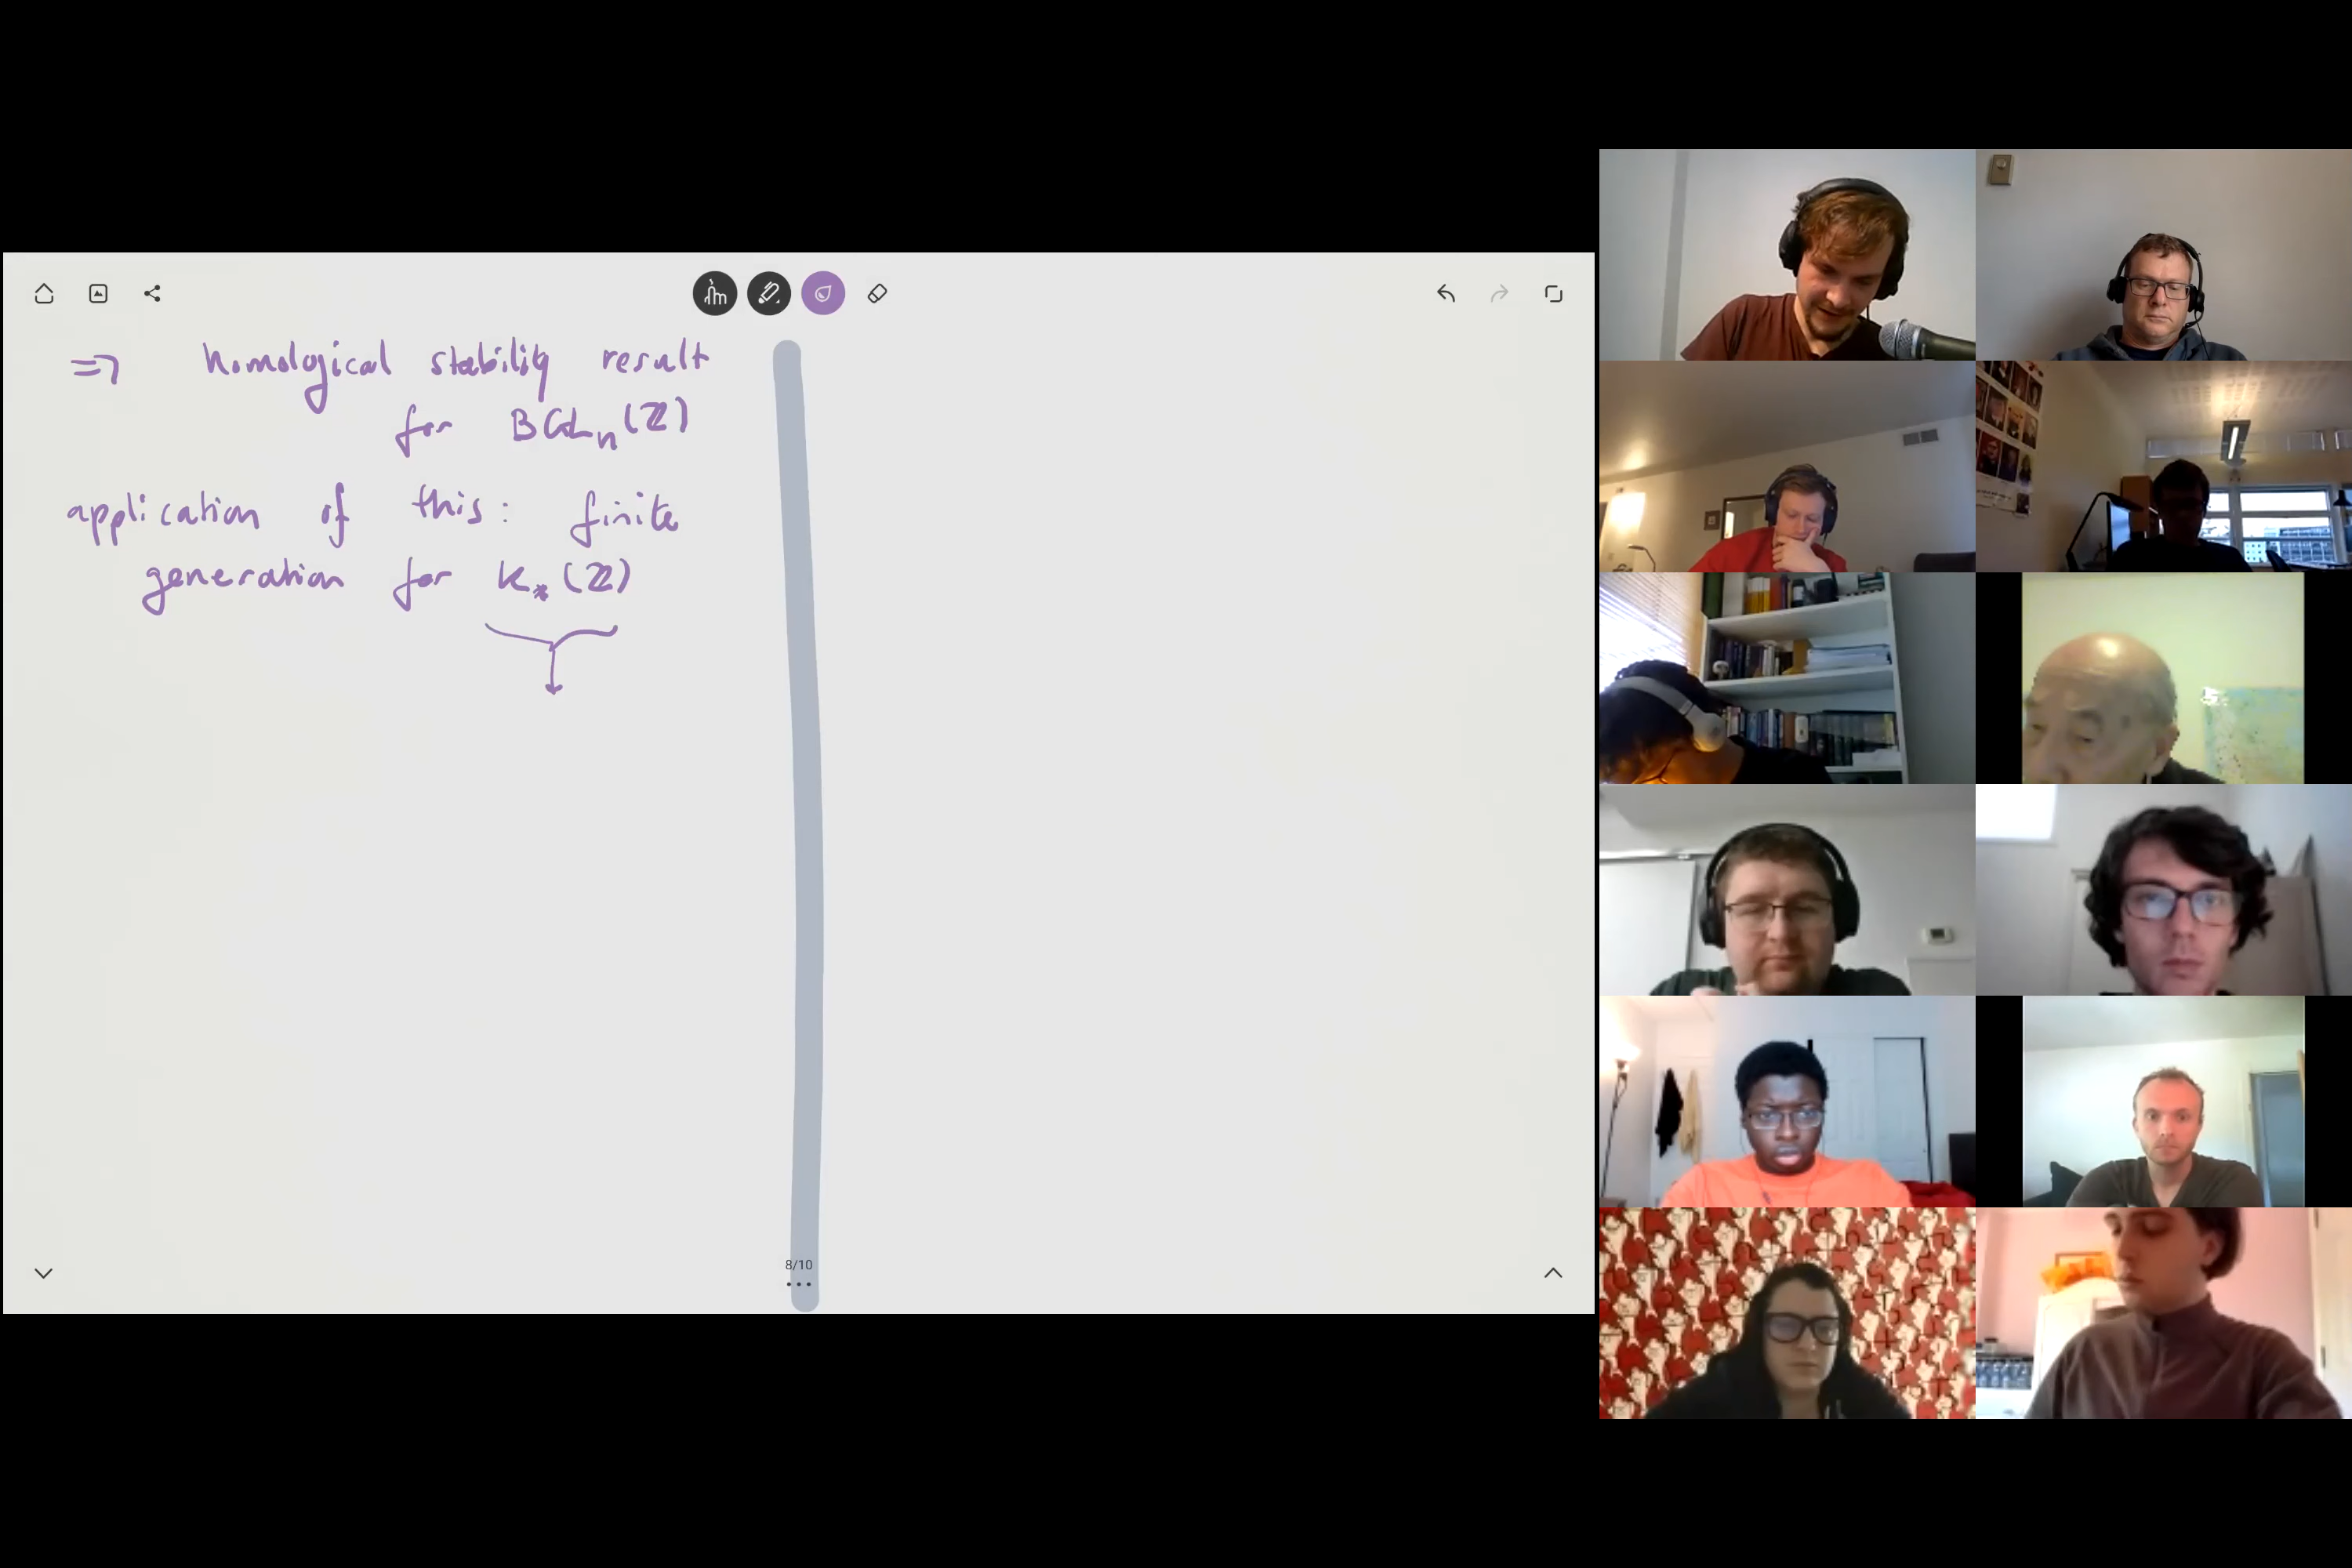 => homological stability result
for BGLn(ℤ)
application of this: finite
generation for K*(ℤ)
8/10